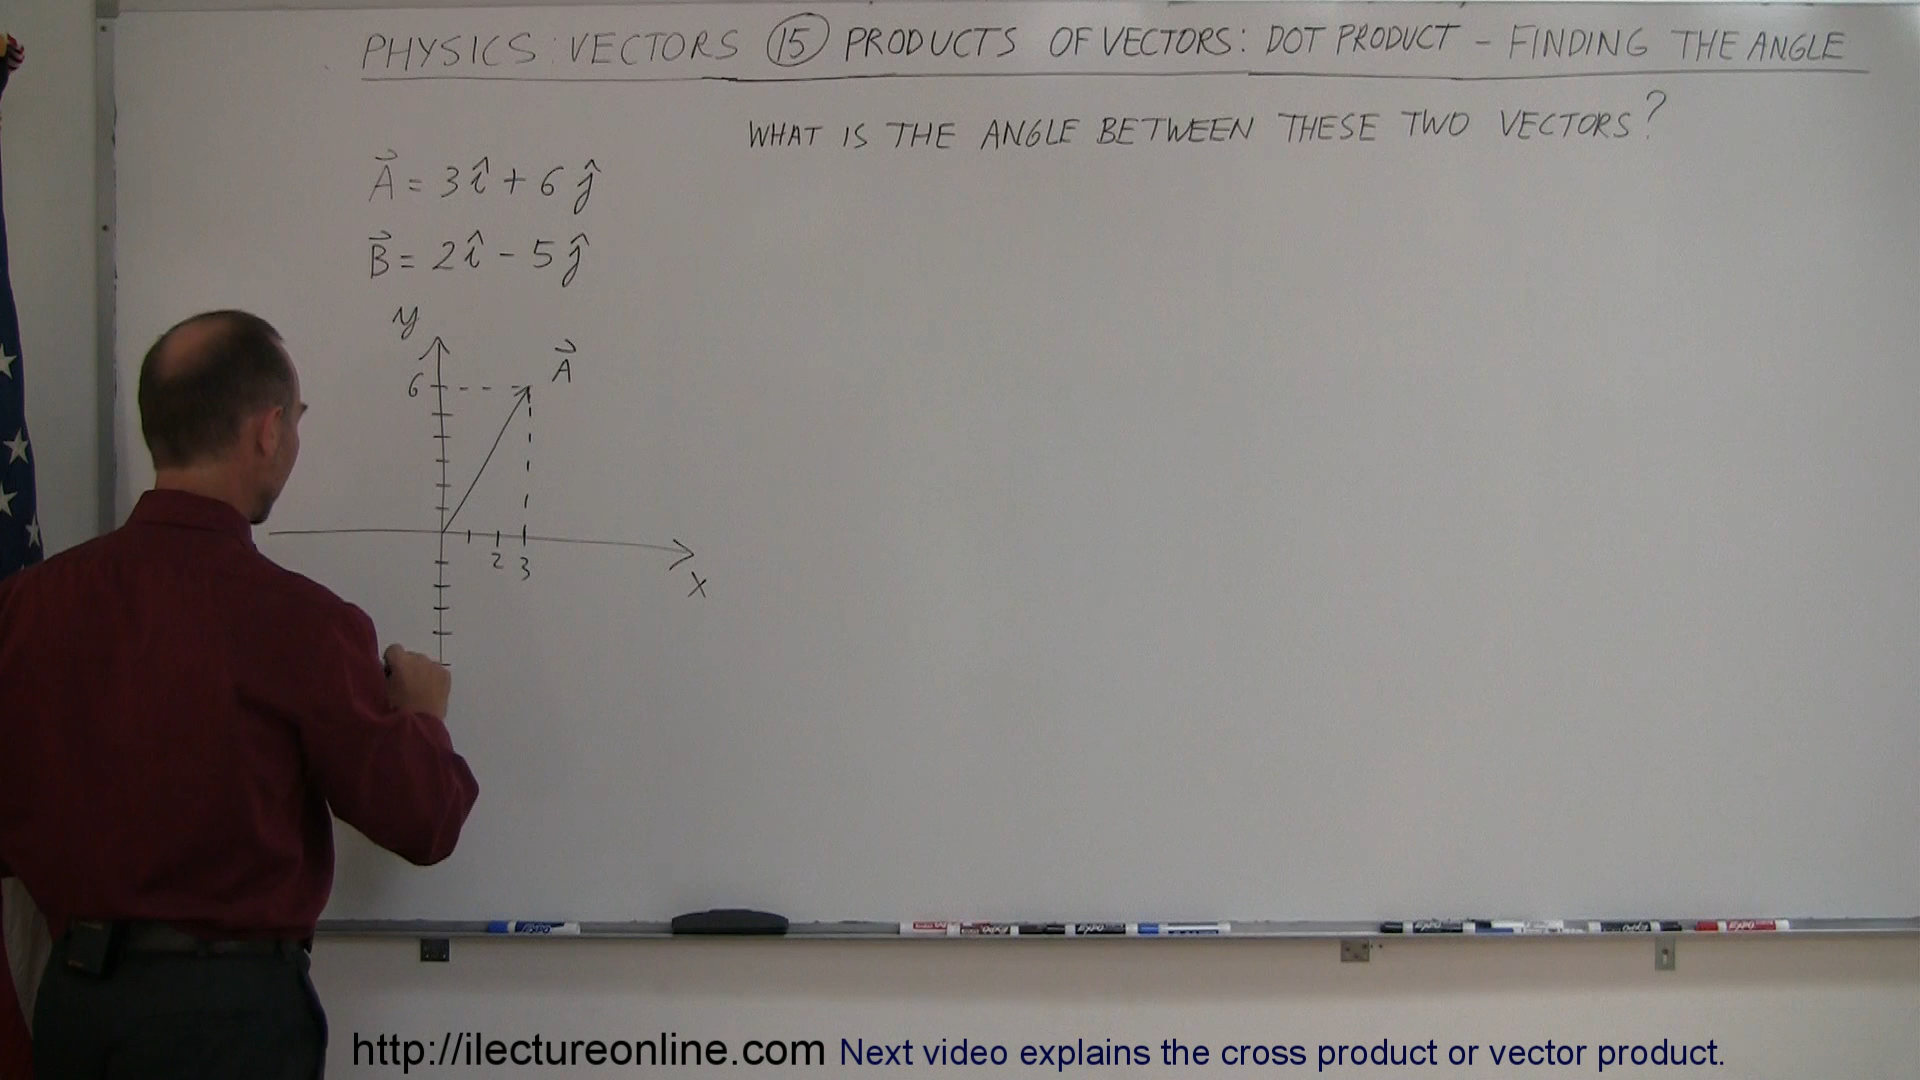 PHYSICS: VECTORS 15 PRODUCTS OF VECTORS: DOT PRODUCT - FINDING THE ANGLE
WHAT IS THE ANGLE BETWEEN THESE TWO VECTORS?
A⃗ = 3î + 6ĵ
B⃗ = 2î - 5ĵ
y
A⃗
6
2 3
x
http://ilectureonline.com Next video explains the cross product or vector product.